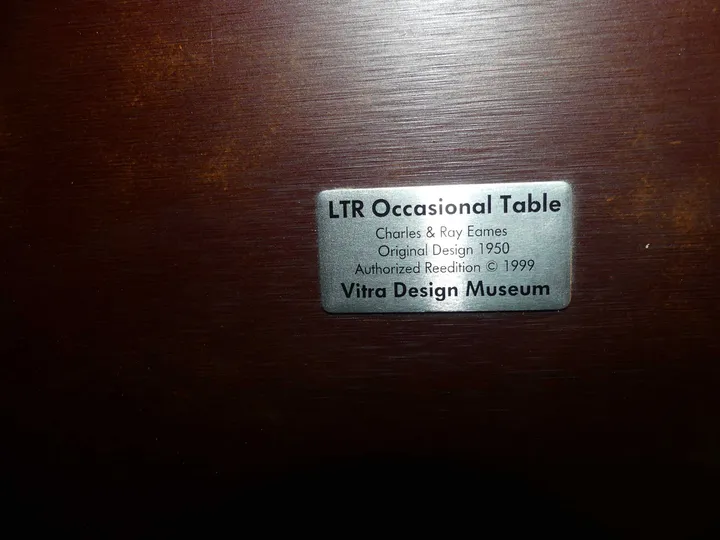 LTR Occasional Table
Charles & Ray Eames
Original Design 1950
Authorized Reedition © 1999
Vitra Design Museum